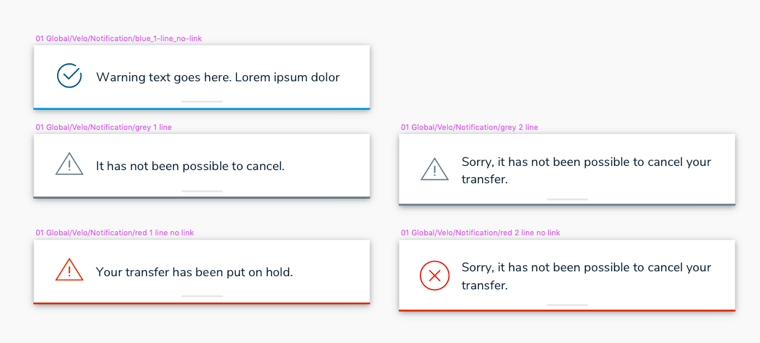 01 Global/Velo/Notification/blue_1-line_no-link
Warning text goes here. Lorem ipsum dolor
01 Global/Velo/Notification/grey 1 line
It has not been possible to cancel.
01 Global/Velo/Notification/grey 2 line
Sorry, it has not been possible to cancel your
transfer.
01 Global/Velo/Notification/red 1 line no link
Your transfer has been put on hold.
01 Global/Velo/Notification/red 2 line no link
Sorry, it has not been possible to cancel your
transfer.